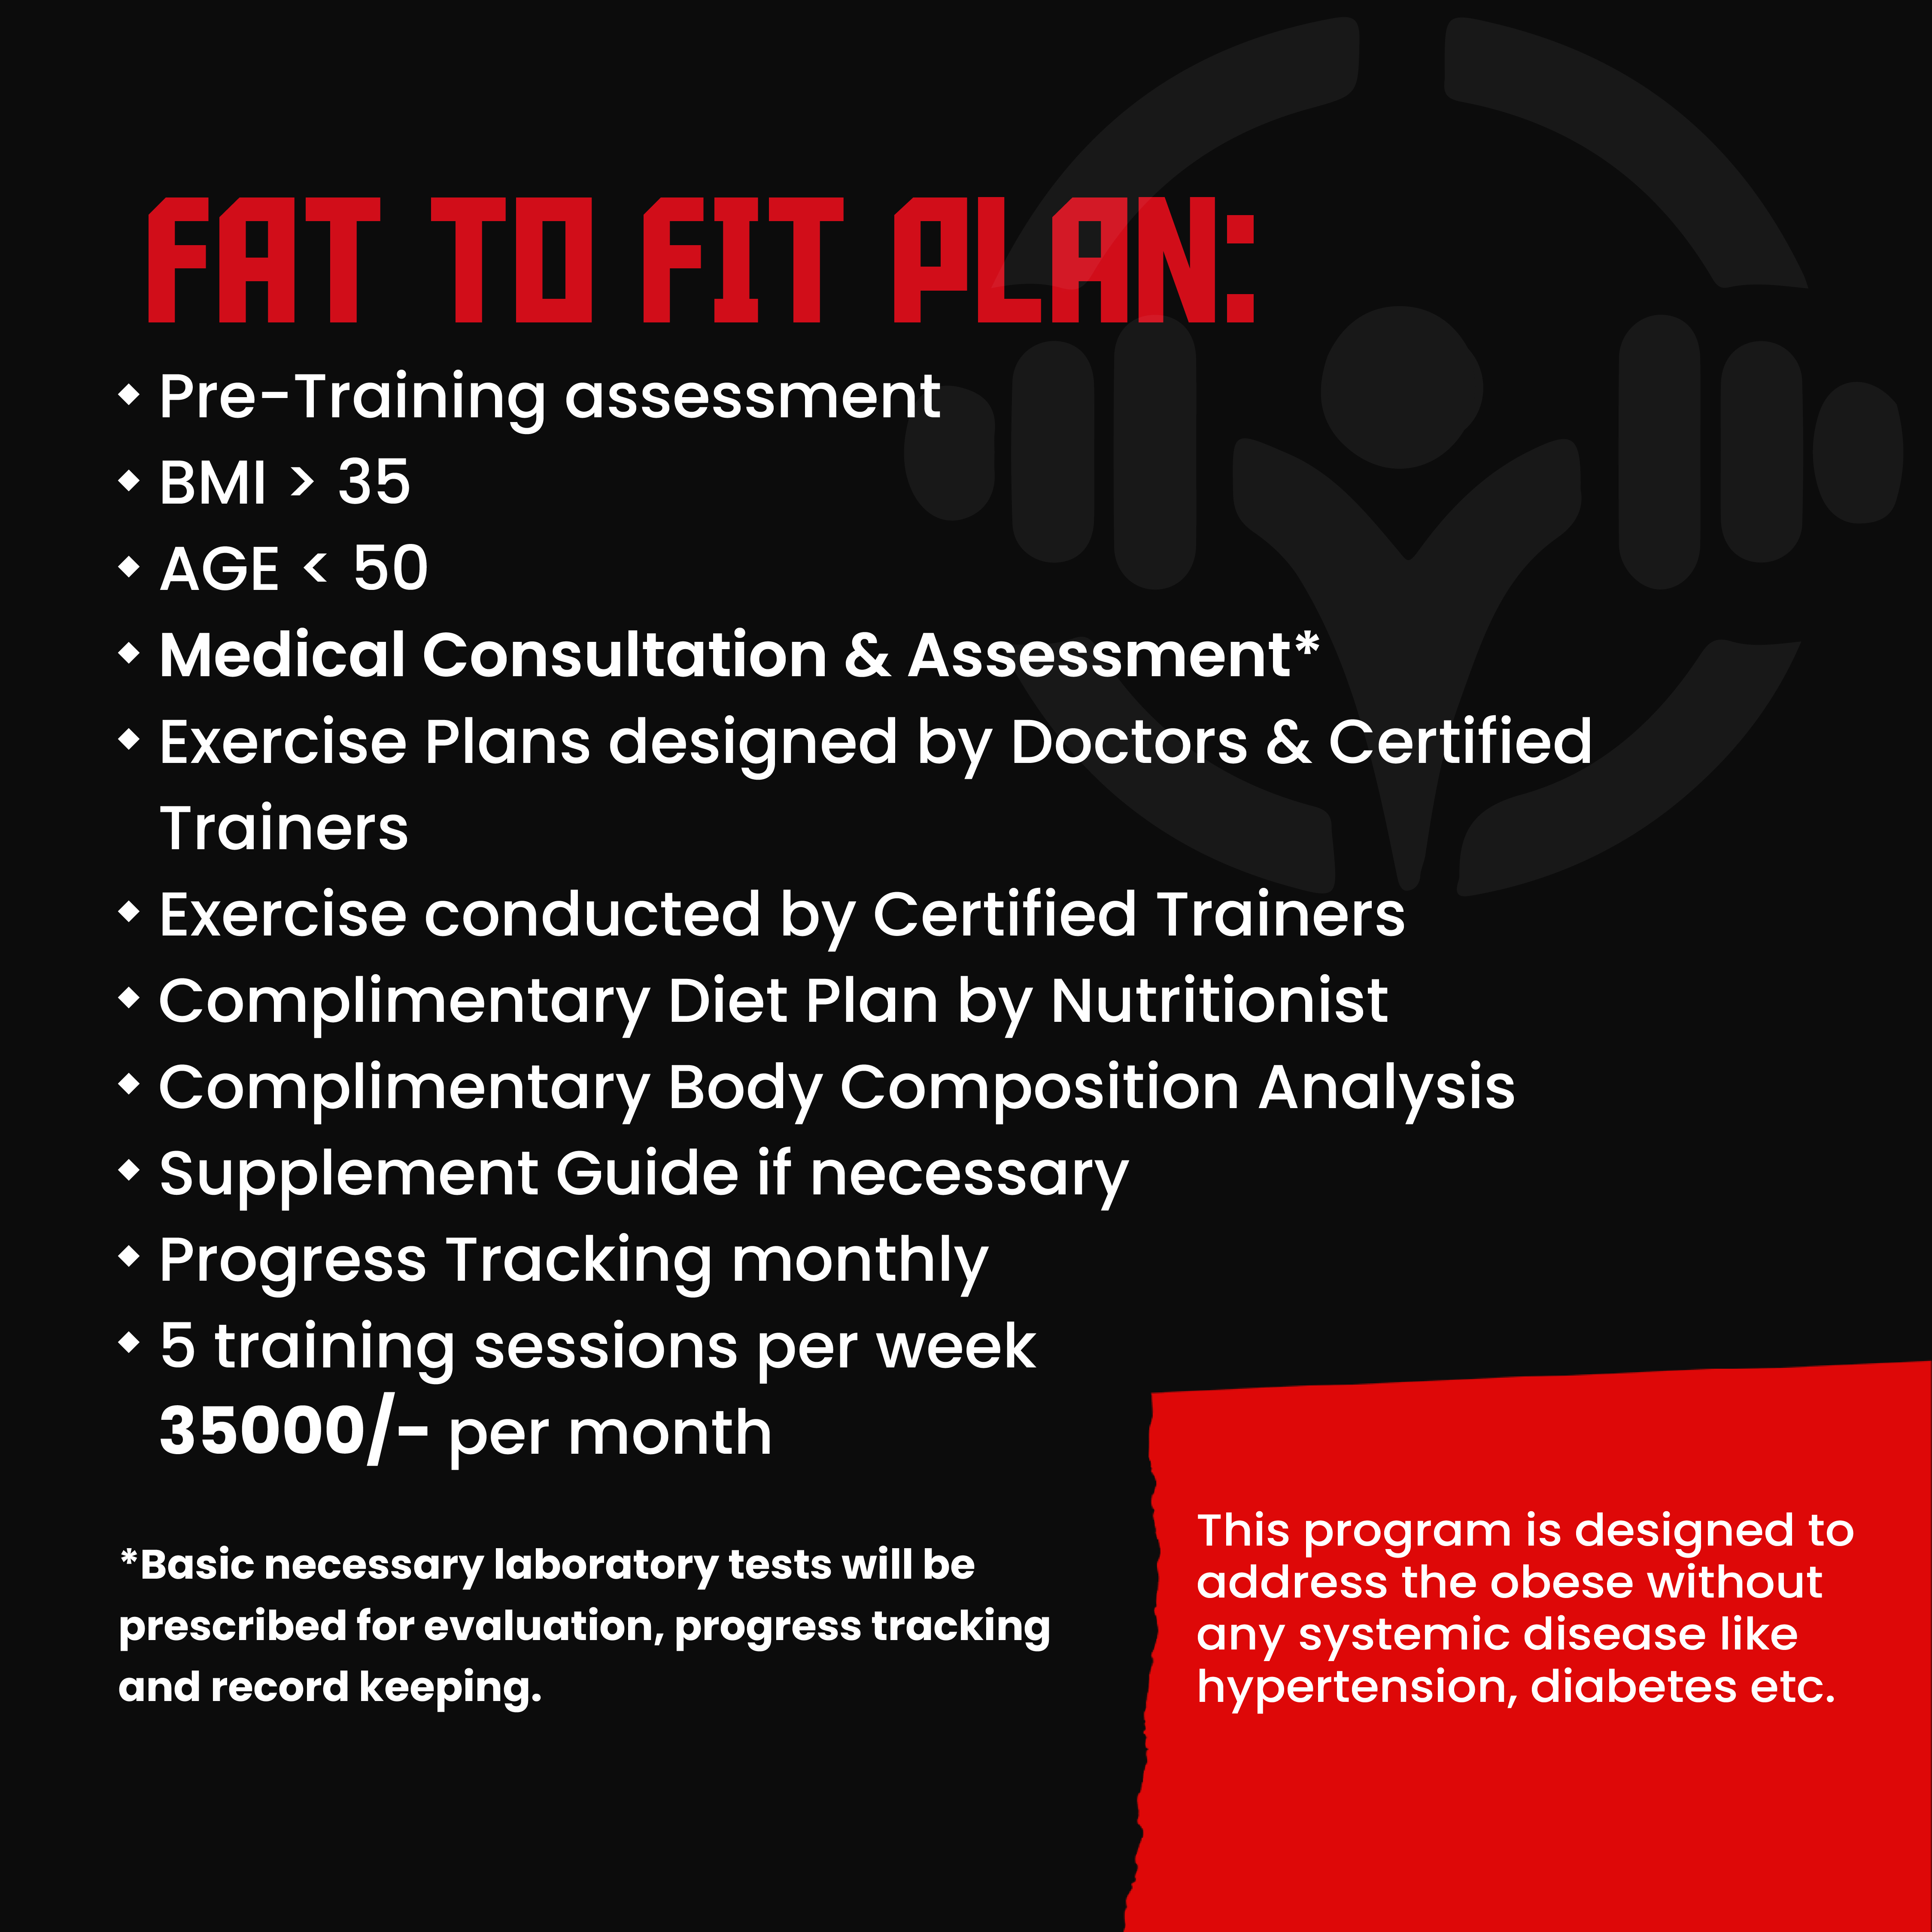 FAT TO FIT PLAN:
◆ Pre-Training assessment
◆ BMI > 35
◆ AGE < 50
◆ Medical Consultation & Assessment*
◆ Exercise Plans designed by Doctors & Certified
Trainers
◆ Exercise conducted by Certified Trainers
◆ Complimentary Diet Plan by Nutritionist
◆ Complimentary Body Composition Analysis
◆ Supplement Guide if necessary
◆ Progress Tracking monthly
◆ 5 training sessions per week
35000/- per month
*Basic necessary laboratory tests will be
prescribed for evaluation, progress tracking
and record keeping.
This program is designed to
address the obese without
any systemic disease like
hypertension, diabetes etc.